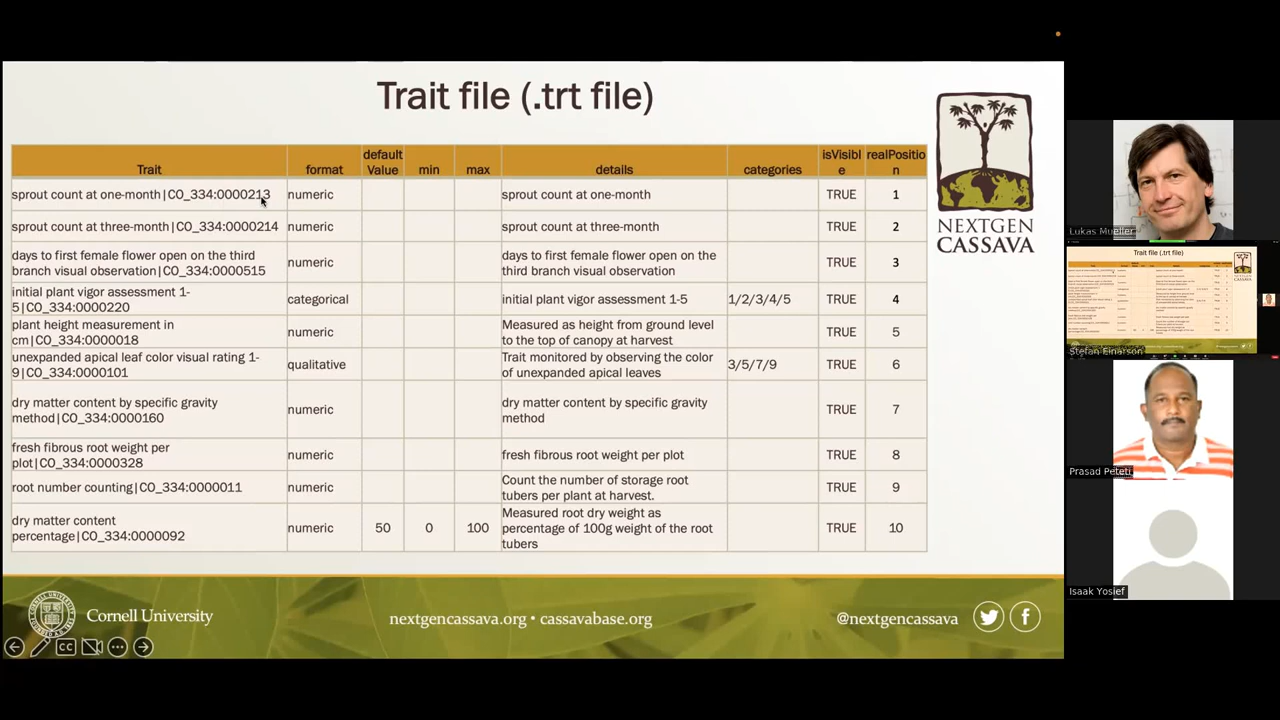 Trait file (.trt file)
NEXTGEN
CASSAVA
Trait format default Value min max details categories isVisible realPosition
sprout count at one-month|CO_334:0000213 numeric sprout count at one-month TRUE 1
sprout count at three-month|CO_334:0000214 numeric sprout count at three-month TRUE 2
days to first female flower open on the third branch visual observation|CO_334:0000515 numeric days to first female flower open on the third branch visual observation TRUE 3
initial plant vigor assessment 1-5|CO_334:0000220 categorical initial plant vigor assessment 1-5 1/2/3/4/5 TRUE 4
plant height measurement in cm|CO_334:0000018 numeric Measured as height from ground level to the top of canopy at harvest TRUE 5
unexpanded apical leaf color visual rating 1-9|CO_334:0000101 qualitative Trait monitored by observing the color of unexpanded apical leaves 3/5/7/9 TRUE 6
dry matter content by specific gravity method|CO_334:0000160 numeric dry matter content by specific gravity method TRUE 7
fresh fibrous root weight per plot|CO_334:0000328 numeric fresh fibrous root weight per plot TRUE 8
root number counting|CO_334:0000011 numeric Count the number of storage root tubers per plant at harvest. TRUE 9
dry matter content percentage|CO_334:0000092 numeric 50 0 100 Measured root dry weight as percentage of 100g weight of the root tubers TRUE 10
Cornell University
nextgencassava.org • cassavabase.org
@nextgencassava
CC
Lukas Mueller
Trait file (.trt file)
Stefan Einarson
Prasad Peteti
Isaak Yosief